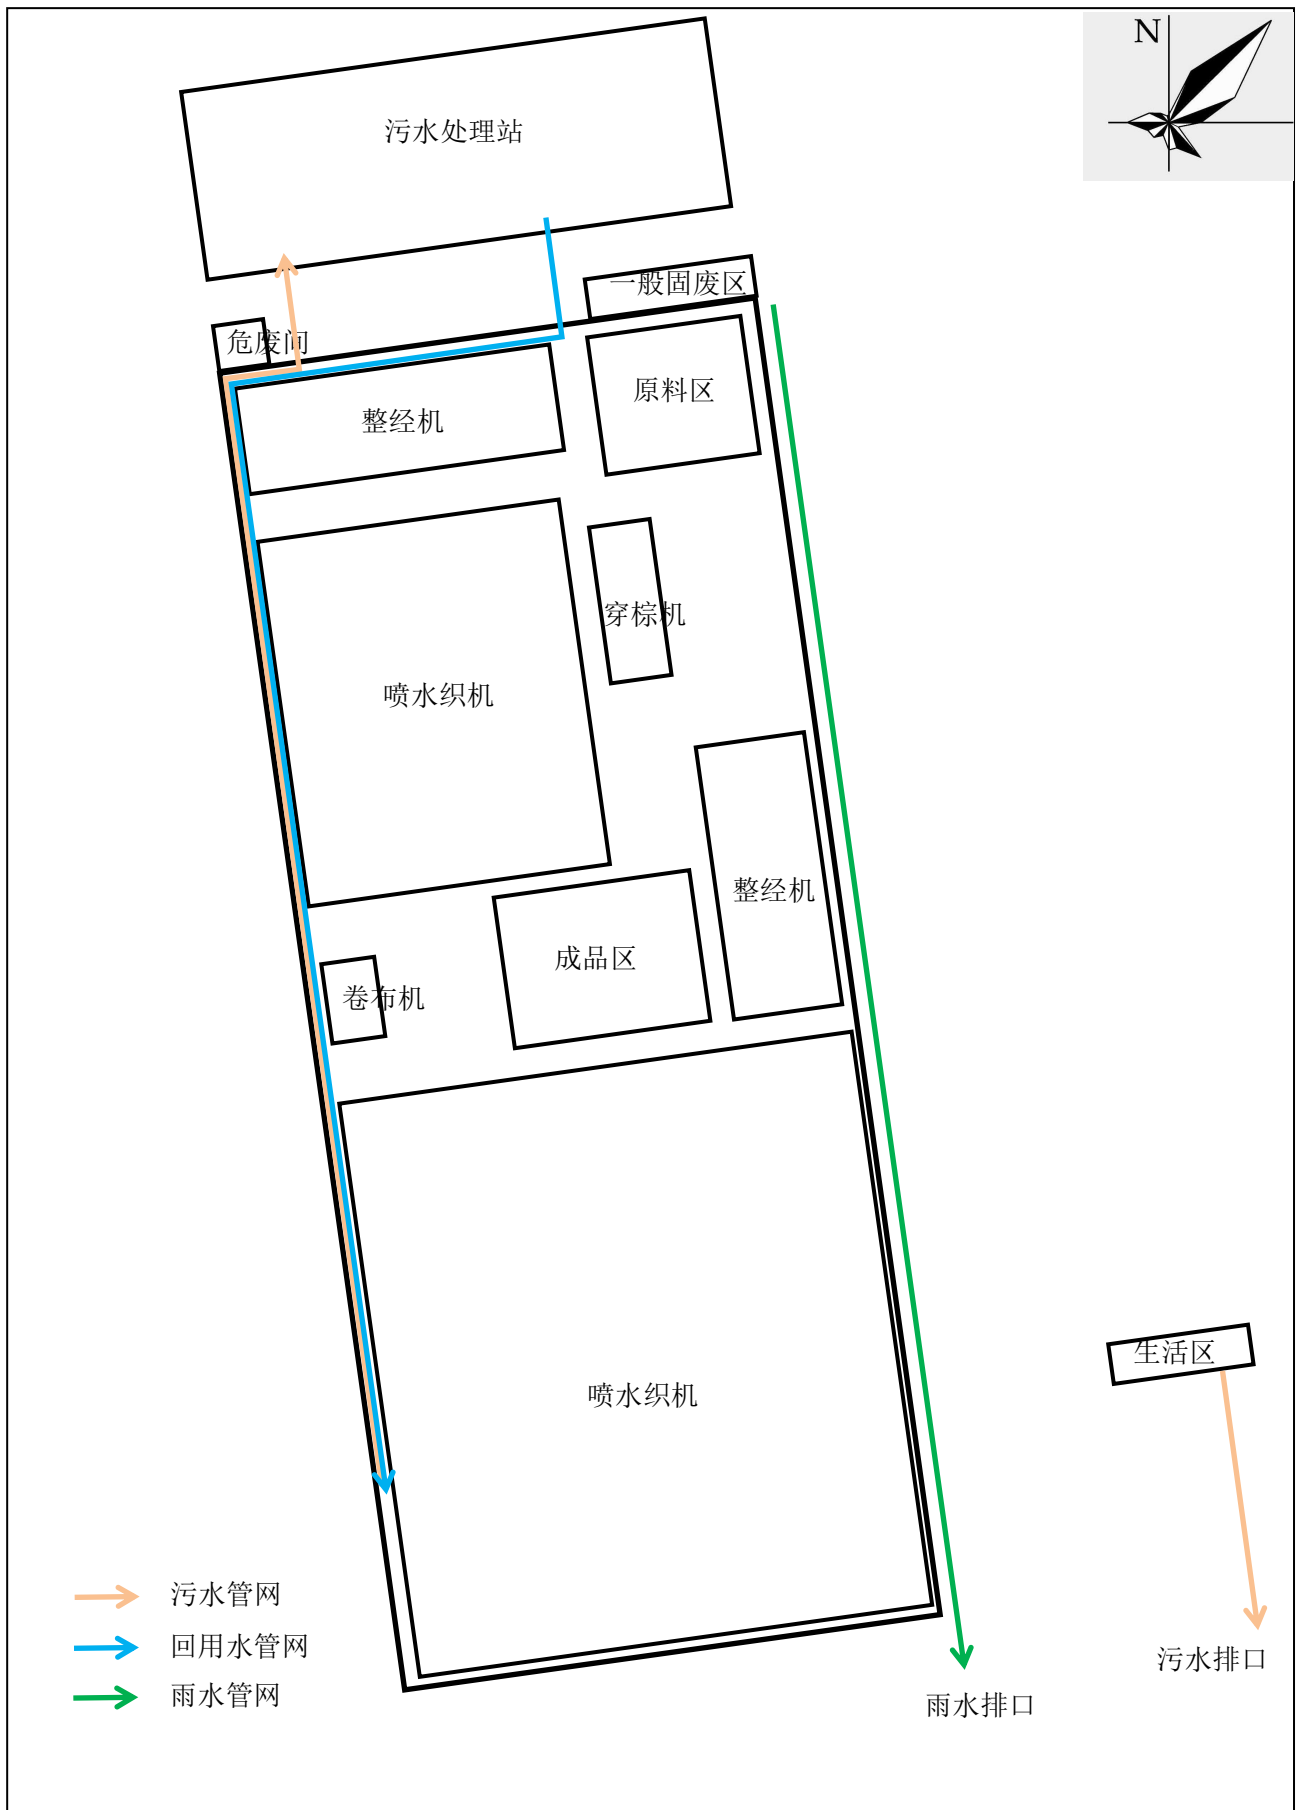 N
污水处理站
一般固废区
危废间
原料区
整经机
穿棕机
喷水织机
整经机
成品区
卷布机
生活区
喷水织机
污水管网
回用水管网
雨水管网
污水排口
雨水排口